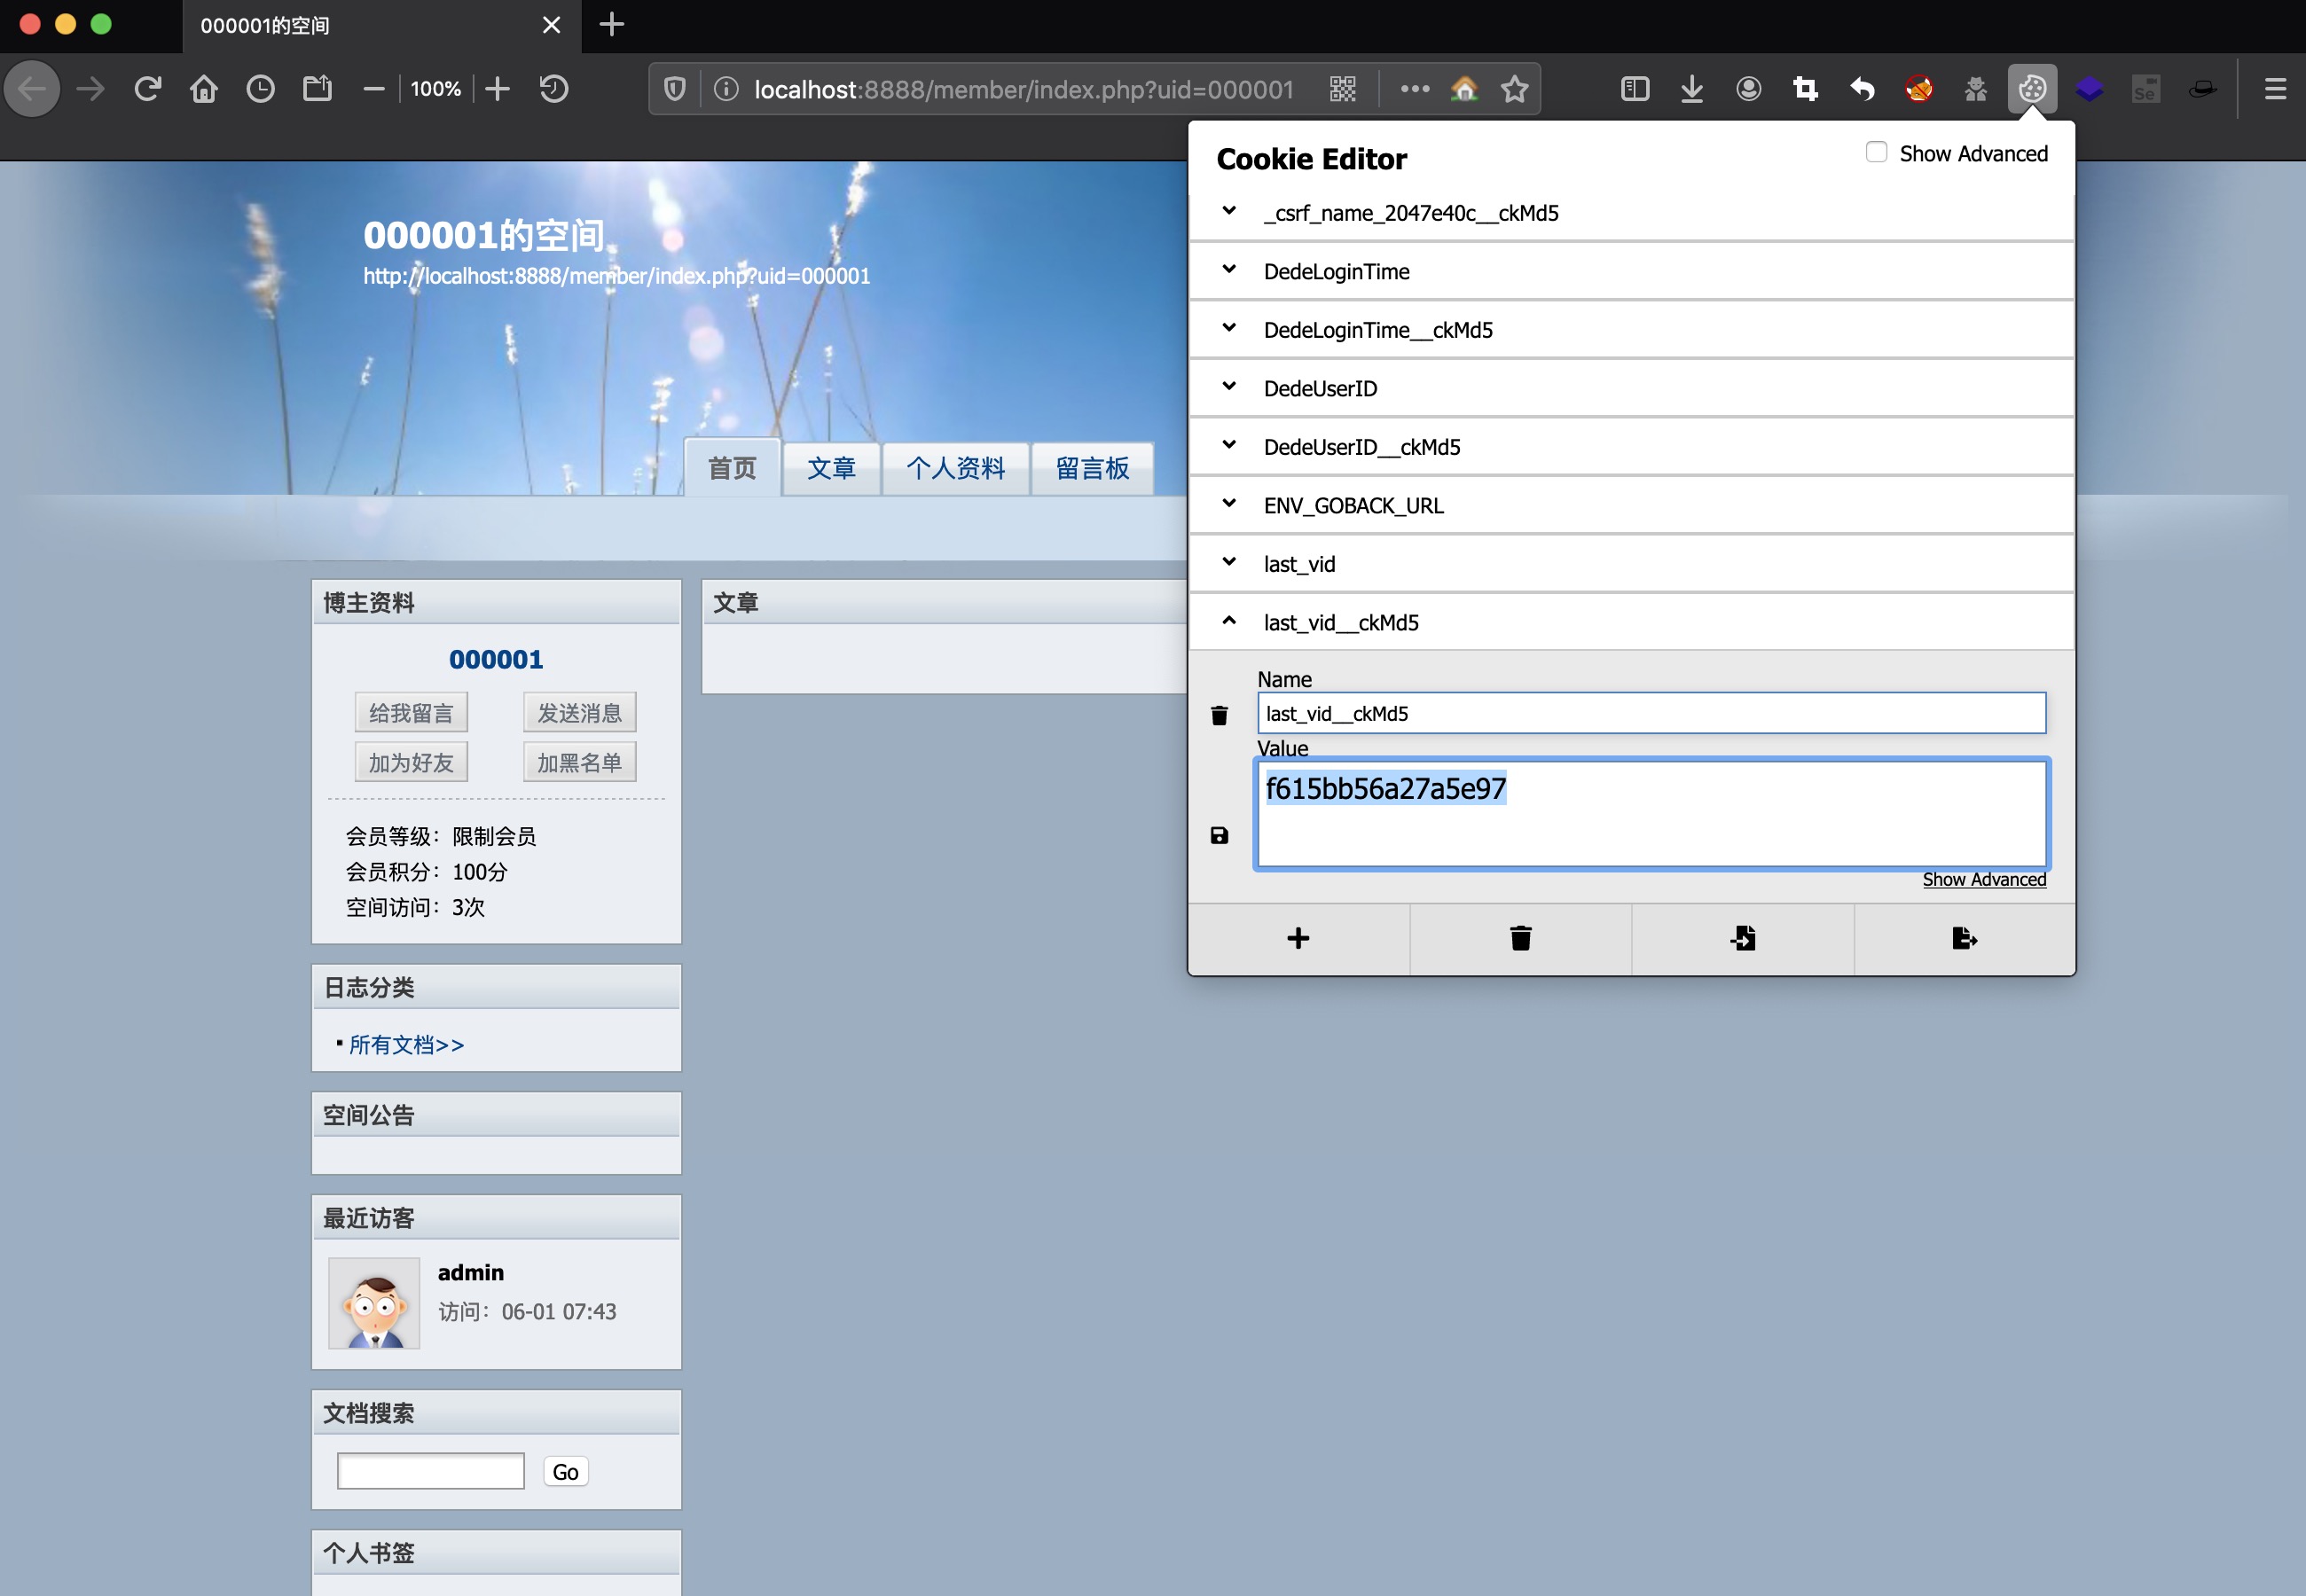 000001的空间
100%
localhost:8888/member/index.php?uid=000001
Se
Cookie Editor
Show Advanced
_csrf_name_2047e40c__ckMd5
DedeLoginTime
DedeLoginTime__ckMd5
DedeUserID
DedeUserID__ckMd5
ENV_GOBACK_URL
last_vid
last_vid__ckMd5
Name
last_vid__ckMd5
Value
f615bb56a27a5e97
Show Advanced
000001的空间
http://localhost:8888/member/index.php?uid=000001
首页 文章 个人资料 留言板
博主资料
000001
给我留言 发送消息
加为好友 加黑名单
会员等级：限制会员
会员积分：100分
空间访问：3次
文章
日志分类
所有文档>>
空间公告
最近访客
admin
访问：06-01 07:43
文档搜索
Go
个人书签